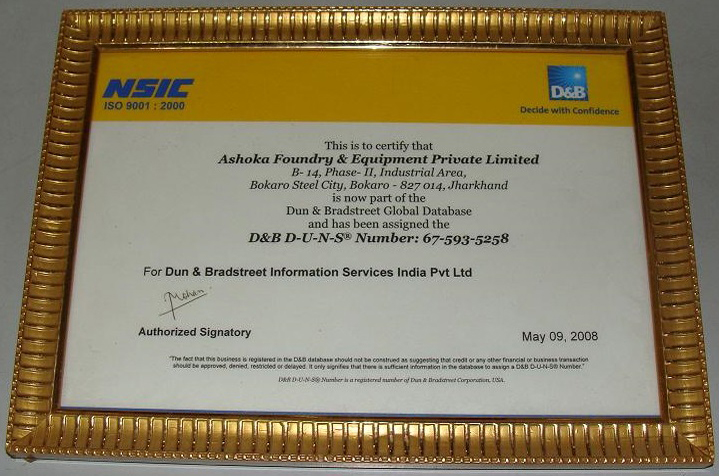 NSIC
ISO 9001 : 2000
D&B
Decide with Confidence
This is to certify that
Ashoka Foundry & Equipment Private Limited
B- 14, Phase- II, Industrial Area,
Bokaro Steel City, Bokaro - 827 014, Jharkhand
is now part of the
Dun & Bradstreet Global Database
and has been assigned the
D&B D-U-N-S® Number: 67-593-5258
For Dun & Bradstreet Information Services India Pvt Ltd
Mohan
Authorized Signatory
May 09, 2008
"The fact that this business is registered in the D&B database should not be construed as suggesting that credit or any other financial or business transaction
should be approved, denied, restricted or delayed. It only signifies that there is sufficient information in the database to assign a D&B D-U-N-S® Number."
D&B D-U-N-S® Number is a registered number of Dun & Bradstreet Corporation, USA.